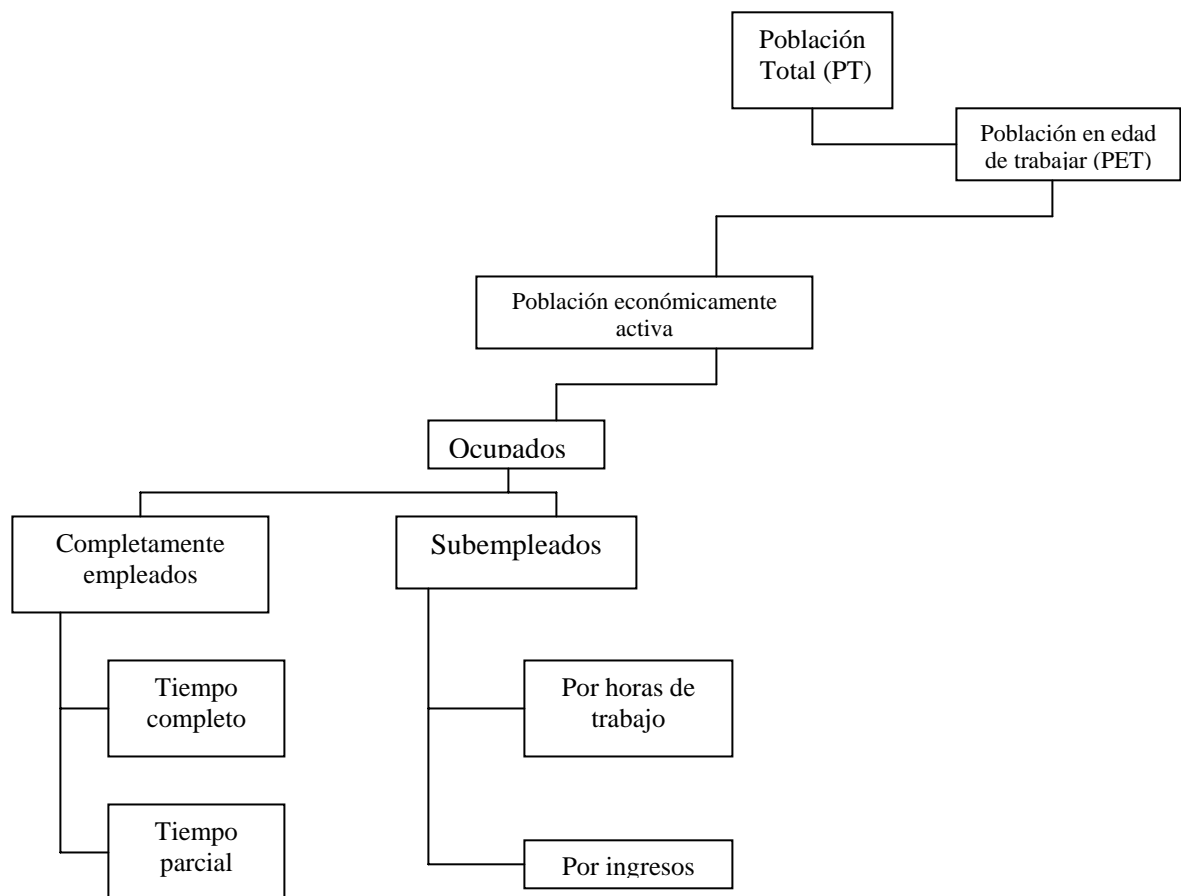 Población
Total (PT)
Población en edad
de trabajar (PET)
Población económicamente
activa
Ocupados
Completamente
empleados
Subempleados
Tiempo
completo
Por horas de
trabajo
Tiempo
parcial
Por ingresos